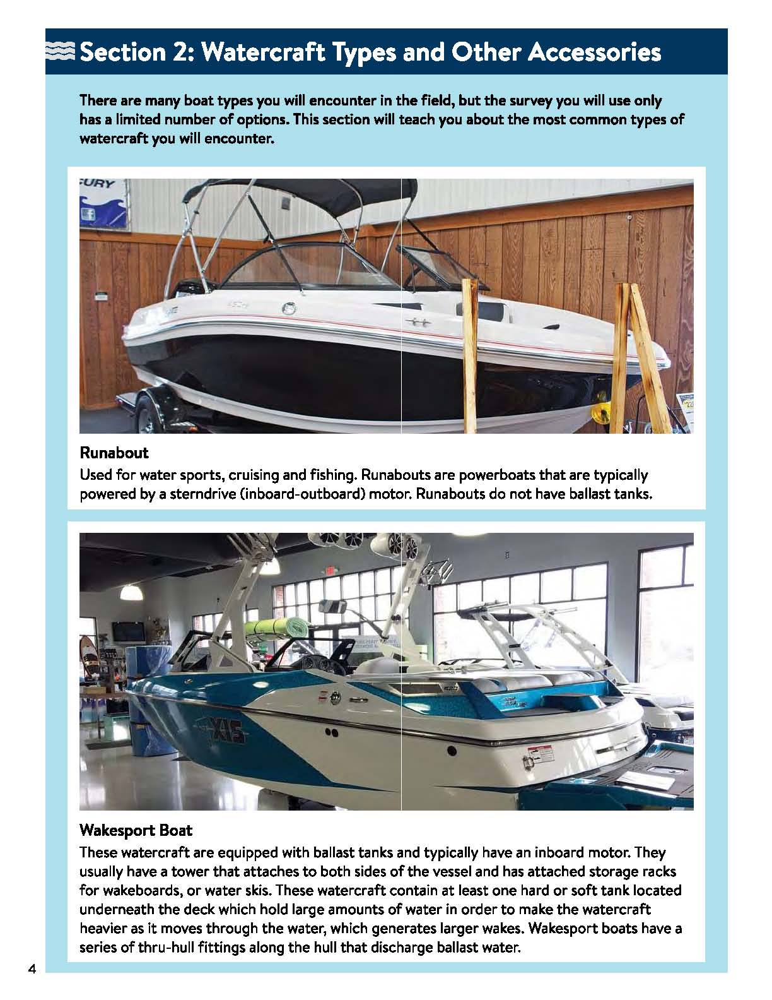 Section 2: Watercraft Types and Other Accessories
There are many boat types you will encounter in the field, but the survey you will use only
has a limited number of options. This section will teach you about the most common types of
watercraft you will encounter.
CURY
Runabout
Used for water sports, cruising and fishing. Runabouts are powerboats that are typically
powered by a sterndrive (inboard-outboard) motor. Runabouts do not have ballast tanks.
X15
Wakesport Boat
These watercraft are equipped with ballast tanks and typically have an inboard motor. They
usually have a tower that attaches to both sides of the vessel and has attached storage racks
for wakeboards, or water skis. These watercraft contain at least one hard or soft tank located
underneath the deck which hold large amounts of water in order to make the watercraft
heavier as it moves through the water, which generates larger wakes. Wakesport boats have a
series of thru-hull fittings along the hull that discharge ballast water.
4